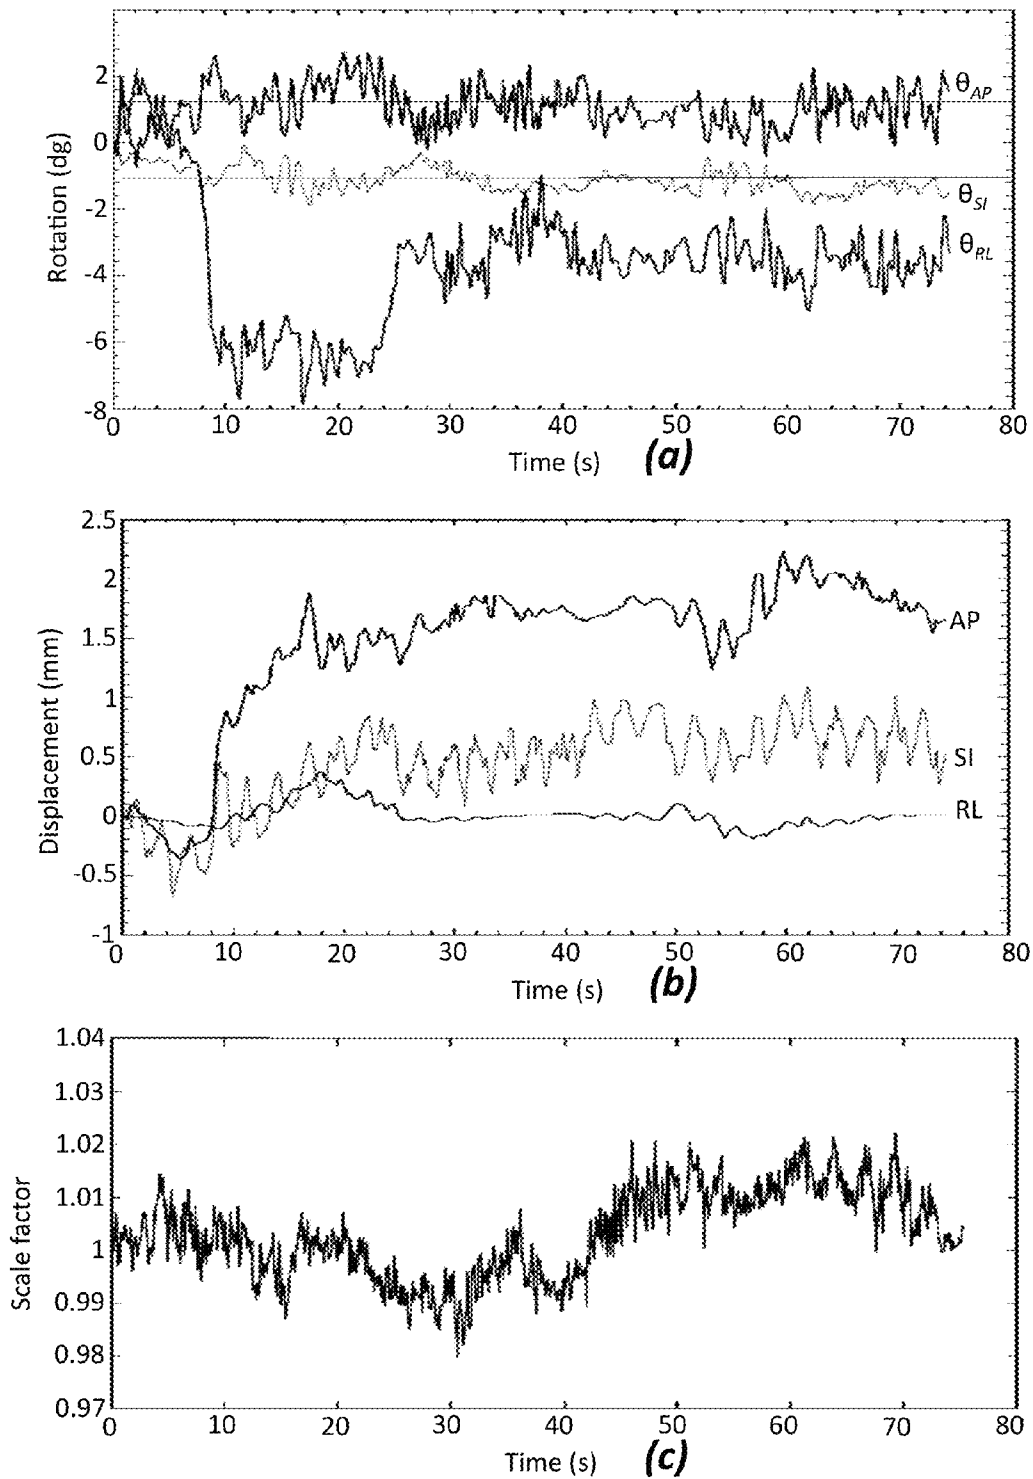 2
0
-2
-4
-6
-8
Rotation (dg)
θAP
θSI
θRL
0 10 20 30 40 50 60 70 80
Time (s) (a)
2.5
2
1.5
1
0.5
0
-0.5
-1
Displacement (mm)
AP
SI
RL
0 10 20 30 40 50 60 70 80
Time (s) (b)
1.04
1.03
1.02
1.01
1
0.99
0.98
0.97
Scale factor
0 10 20 30 40 50 60 70 80
Time (s) (c)